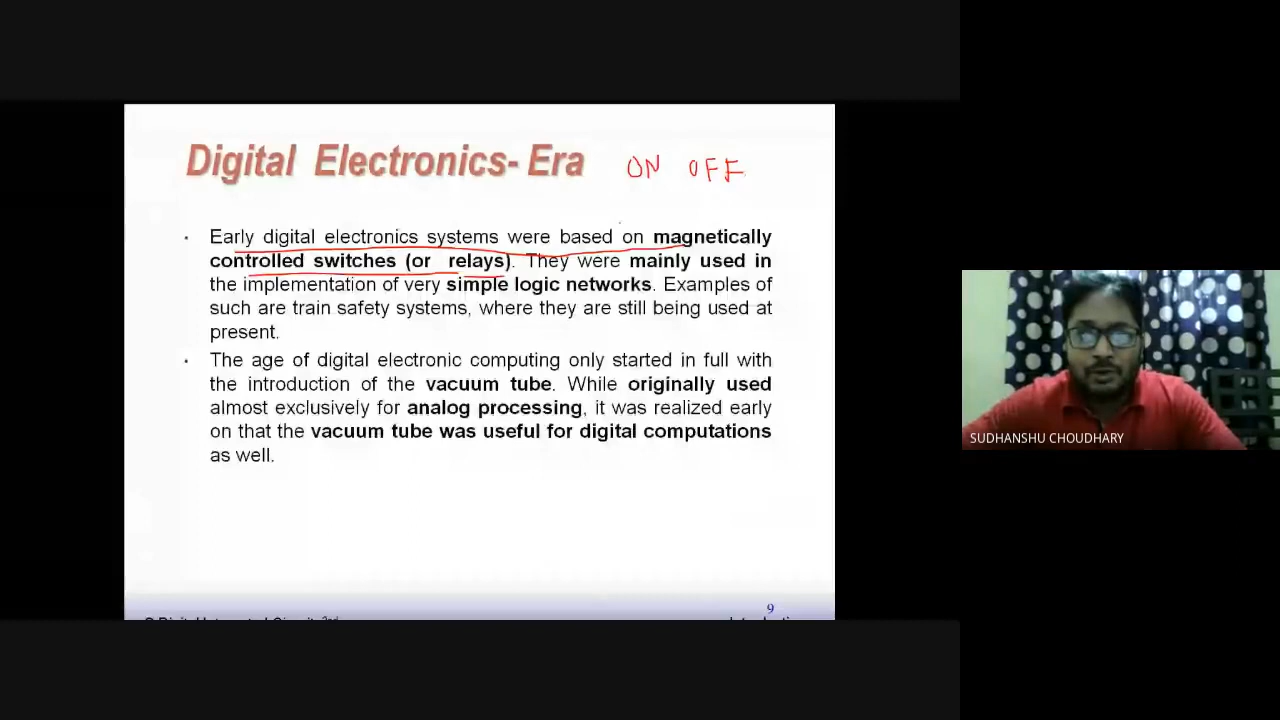 Digital Electronics- Era ON OFF
• Early digital electronics systems were based on magnetically
controlled switches (or relays). They were mainly used in
the implementation of very simple logic networks. Examples of
such are train safety systems, where they are still being used at
present.
• The age of digital electronic computing only started in full with
the introduction of the vacuum tube. While originally used
almost exclusively for analog processing, it was realized early
on that the vacuum tube was useful for digital computations
as well.
9
SUDHANSHU CHOUDHARY